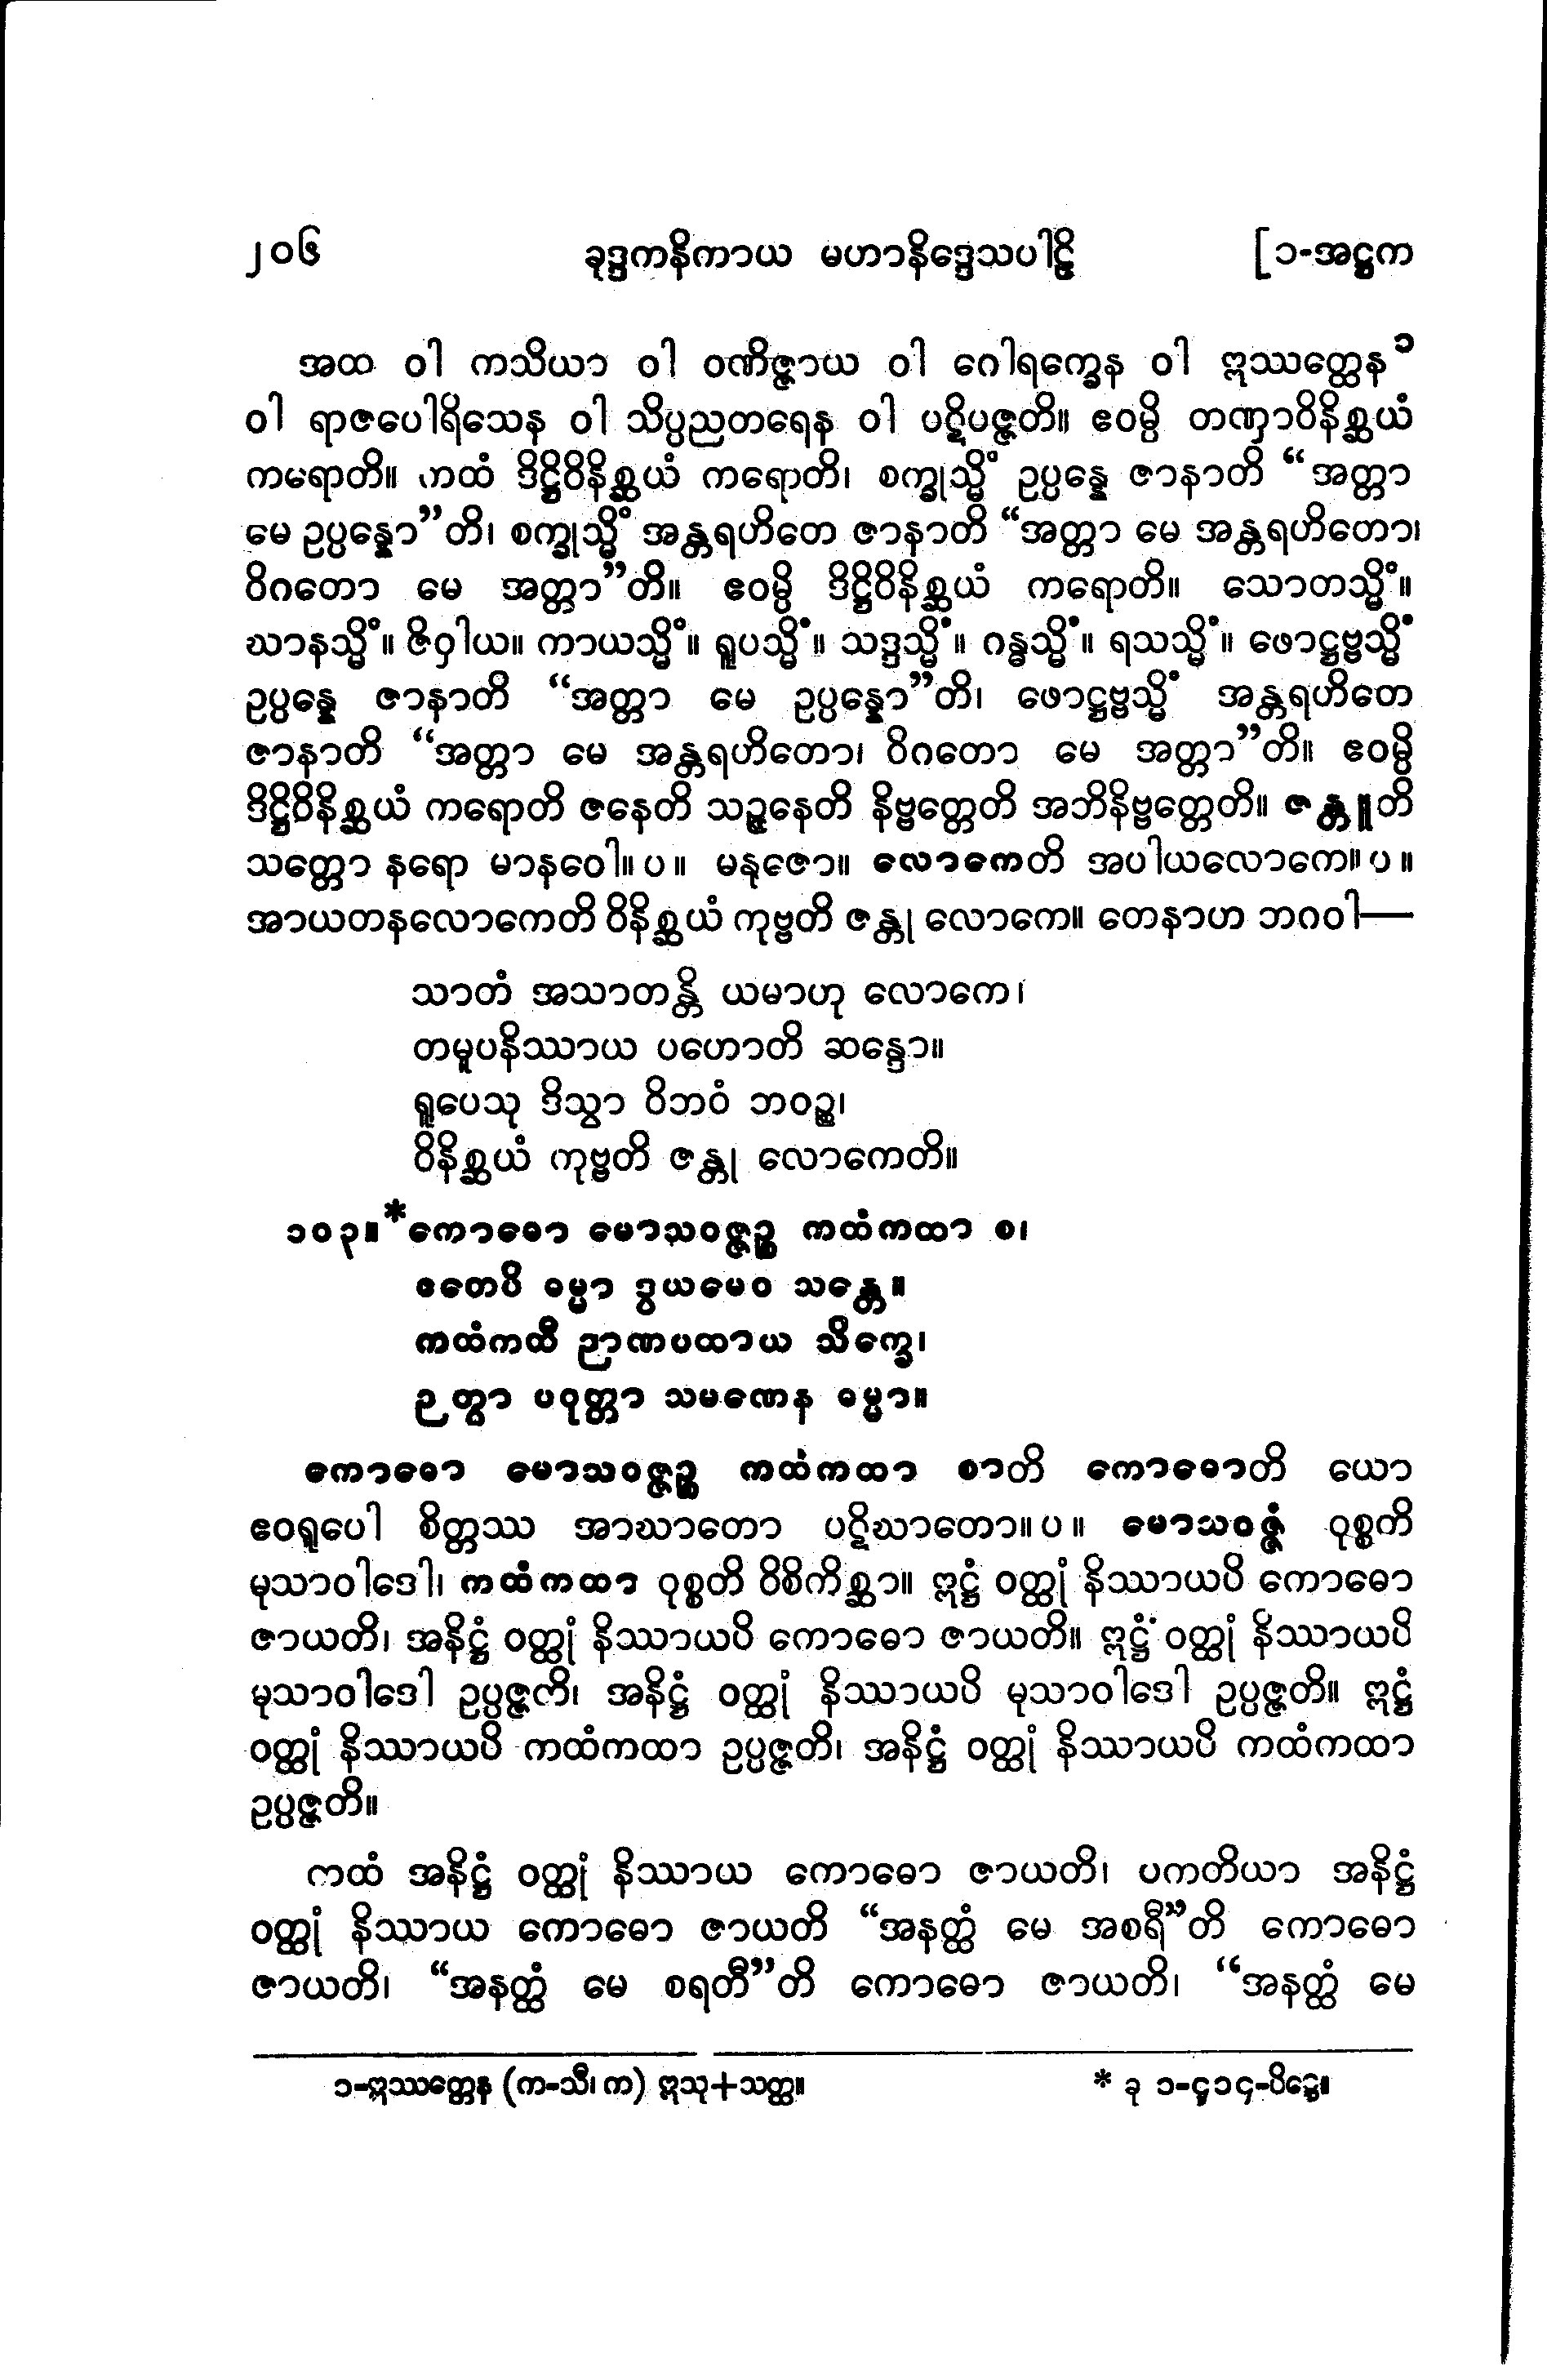 ၂၀၆ ခုဒ္ဒကနိကာယ မဟာနိဒ္ဒေသပါဠိ [၁-အဋ္ဌက
အထ ဝါ ကသိယာ ဝါ ဝဏိဇ္ဇာယ ဝါ ဂေါရက္ခေန ဝါ ဣဿတ္ထေန၁
ဝါ ရာဇပေါရိသေန ဝါ သိပ္ပညတရေန ဝါ ပဋိပဇ္ဇတိ။ ဧဝမ္ပိ တဏှာဝိနိစ္ဆယံ
ကရောတိ။ ကထံ ဒိဋ္ဌိဝိနိစ္ဆယံ ကရောတိ၊ စက္ခုသ္မိံ ဥပ္ပန္နေ ဇာနာတိ “အတ္တာ
မေ ဥပ္ပန္နော”တိ၊ စက္ခုသ္မိံ အန္တရဟိတေ ဇာနာတိ “အတ္တာ မေ အန္တရဟိတော၊
ဝိဂတော မေ အတ္တာ”တိ။ ဧဝမ္ပိ ဒိဋ္ဌိဝိနိစ္ဆယံ ကရောတိ။ သောတသ္မိံ။
ဃာနသ္မိံ။ ဇိဝှါယ။ ကာယသ္မိံ။ ရူပသ္မိံ။ သဒ္ဒသ္မိံ။ ဂန္ဓသ္မိံ။ ရသသ္မိံ။ ဖောဋ္ဌဗ္ဗသ္မိံ
ဥပ္ပန္နေ ဇာနာတိ “အတ္တာ မေ ဥပ္ပန္နော”တိ၊ ဖောဋ္ဌဗ္ဗသ္မိံ အန္တရဟိတေ
ဇာနာတိ “အတ္တာ မေ အန္တရဟိတော၊ ဝိဂတော မေ အတ္တာ”တိ။ ဧဝမ္ပိ
ဒိဋ္ဌိဝိနိစ္ဆယံ ကရောတိ ဇနေတိ သဉ္ဇနေတိ နိဗ္ဗတ္တေတိ အဘိနိဗ္ဗတ္တေတိ။ ဇန္တူတိ
သတ္တော နရော မာနဝေါ။ပ။ မနုဇော။ လောကေတိ အပါယလောကေ။ပ။
အာယတနလောကေတိ ဝိနိစ္ဆယံ ကုဗ္ဗတိ ဇန္တု လောကေ။ တေနာဟ ဘဂဝါ—
သာတံ အသာတန္တိ ယမာဟု လောကေ၊
တမူပနိဿာယ ပဟောတိ ဆန္ဒော။
ရူပေသု ဒိသွာ ဝိဘဝံ ဘဝဉ္စ၊
ဝိနိစ္ဆယံ ကုဗ္ဗတိ ဇန္တု လောကေတိ။
၁၀၃။*ကောဓော မောသဝဇ္ဇဉ္စ ကထံကထာ စ၊
ဧတေပိ ဓမ္မာ ဒွယမေဝ သန္တေ။
ကထံကထီ ဉာဏပထာယ သိက္ခေ၊
ဉတွာ ပဝုတ္တာ သမဏေန ဓမ္မာ။
ကောဓော မောသဝဇ္ဇဉ္စ ကထံကထာ စာတိ ကောဓောတိ ယော
ဧဝရူပေါ စိတ္တဿ အာဃာတော ပဋိဃာတော။ပ။ မောသဝဇ္ဇံ ဝုစ္စတိ
မုသာဝါဒေါ၊ ကထံကထာ ဝုစ္စတိ ဝိစိကိစ္ဆာ။ ဣဋ္ဌံ ဝတ္ထုံ နိဿာယပိ ကောဓော
ဇာယတိ၊ အနိဋ္ဌံ ဝတ္ထုံ နိဿာယပိ ကောဓော ဇာယတိ။ ဣဋ္ဌံ ဝတ္ထုံ နိဿာယပိ
မုသာဝါဒေါ ဥပ္ပဇ္ဇတိ၊ အနိဋ္ဌံ ဝတ္ထုံ နိဿာယပိ မုသာဝါဒေါ ဥပ္ပဇ္ဇတိ။ ဣဋ္ဌံ
ဝတ္ထုံ နိဿာယပိ ကထံကထာ ဥပ္ပဇ္ဇတိ၊ အနိဋ္ဌံ ဝတ္ထုံ နိဿာယပိ ကထံကထာ
ဥပ္ပဇ္ဇတိ။
ကထံ အနိဋ္ဌံ ဝတ္ထုံ နိဿာယ ကောဓော ဇာယတိ၊ ပကတိယာ အနိဋ္ဌံ
ဝတ္ထုံ နိဿာယ ကောဓော ဇာယတိ “အနတ္ထံ မေ အစရီ”တိ ကောဓော
ဇာယတိ၊ “အနတ္ထံ မေ စရတီ”တိ ကောဓော ဇာယတိ၊ “အနတ္ထံ မေ
၁-ဣဿတ္တေန (က-သီ၊ က) ဣသု+သတ္ထ။ * ခု ၁-၄၁၄-ပိဋ္ဌေ။